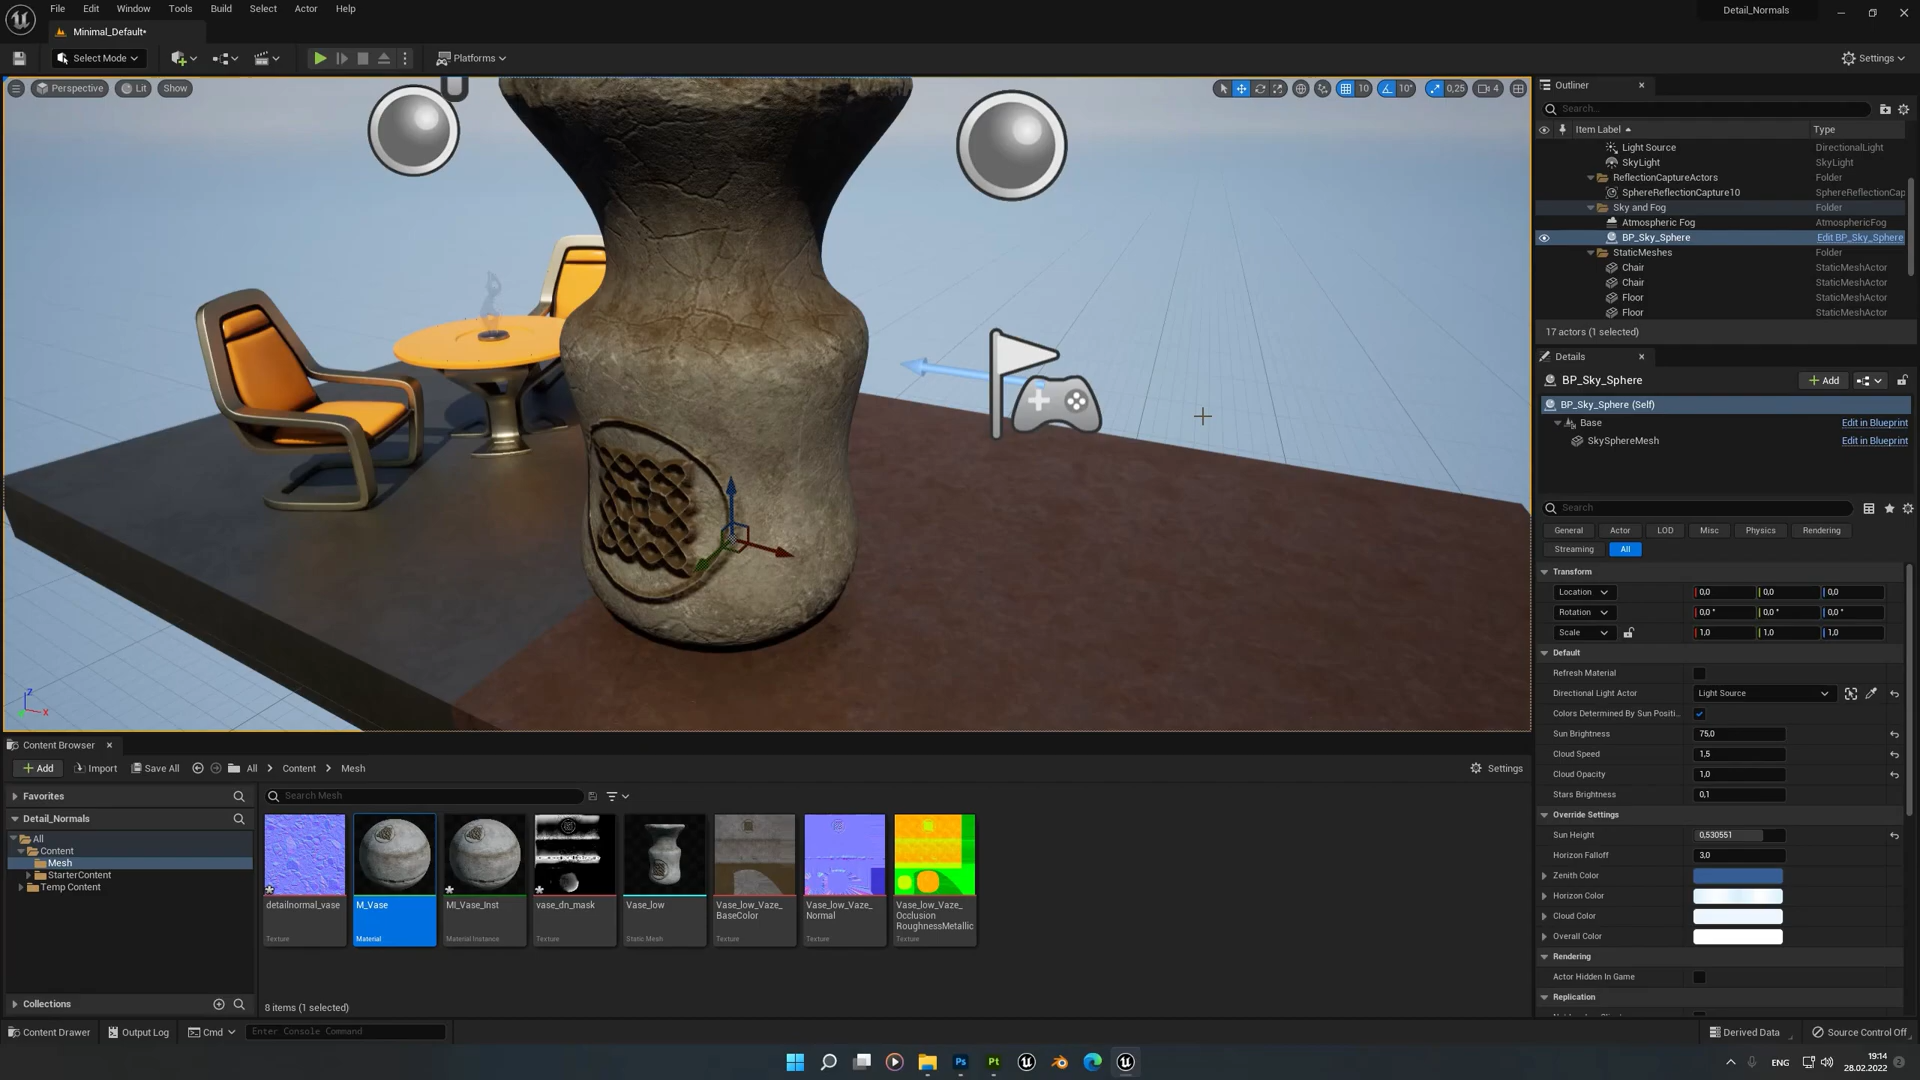 File Edit Window Tools Build Select Actor Help
Detail_Normals
Minimal_Default*
Select Mode
Platforms
Settings
Perspective Lit Show
10 10° 0,25 4
Outliner
Search...
Item Label Type
Light Source DirectionalLight
SkyLight SkyLight
ReflectionCaptureActors Folder
SphereReflectionCapture10 SphereReflectionCap
Sky and Fog Folder
Atmospheric Fog AtmosphericFog
BP_Sky_Sphere Edit BP_Sky_Sphere
StaticMeshes Folder
Chair StaticMeshActor
Chair StaticMeshActor
Floor StaticMeshActor
Floor StaticMeshActor
17 actors (1 selected)
Details
BP_Sky_Sphere
Add
BP_Sky_Sphere (Self)
Base Edit in Blueprint
SkySphereMesh Edit in Blueprint
Search
General Actor LOD Misc Physics Rendering
Streaming All
Transform
Location 0,0 0,0 0,0
Rotation 0,0 ° 0,0 ° 0,0 °
Scale 1,0 1,0 1,0
Default
Refresh Material
Directional Light Actor Light Source
Colors Determined By Sun Positi...
Sun Brightness 75,0
Cloud Speed 1,5
Cloud Opacity 1,0
Stars Brightness 0,1
Override Settings
Sun Height 0,530551
Horizon Falloff 3,0
Zenith Color
Horizon Color
Cloud Color
Overall Color
Rendering
Actor Hidden In Game
Replication
Z
X
Content Browser
Add Import Save All All Content Mesh
Settings
Favorites
Detail_Normals
All
Content
Mesh
StarterContent
Temp Content
Collections
Search Mesh
detailnormal_vase
Texture
M_Vase
Material
MI_Vase_Inst
Material Instance
vase_dn_mask
Texture
Vase_low
Static Mesh
Vase_low_Vaze_
BaseColor
Texture
Vase_low_Vaze_
Normal
Texture
Vase_low_Vaze_
Occlusion
RoughnessMetallic
Texture
8 items (1 selected)
Content Drawer Output Log Cmd Enter Console Command
Derived Data Source Control Off
Ps Pt
ENG
19:14
28.02.2022